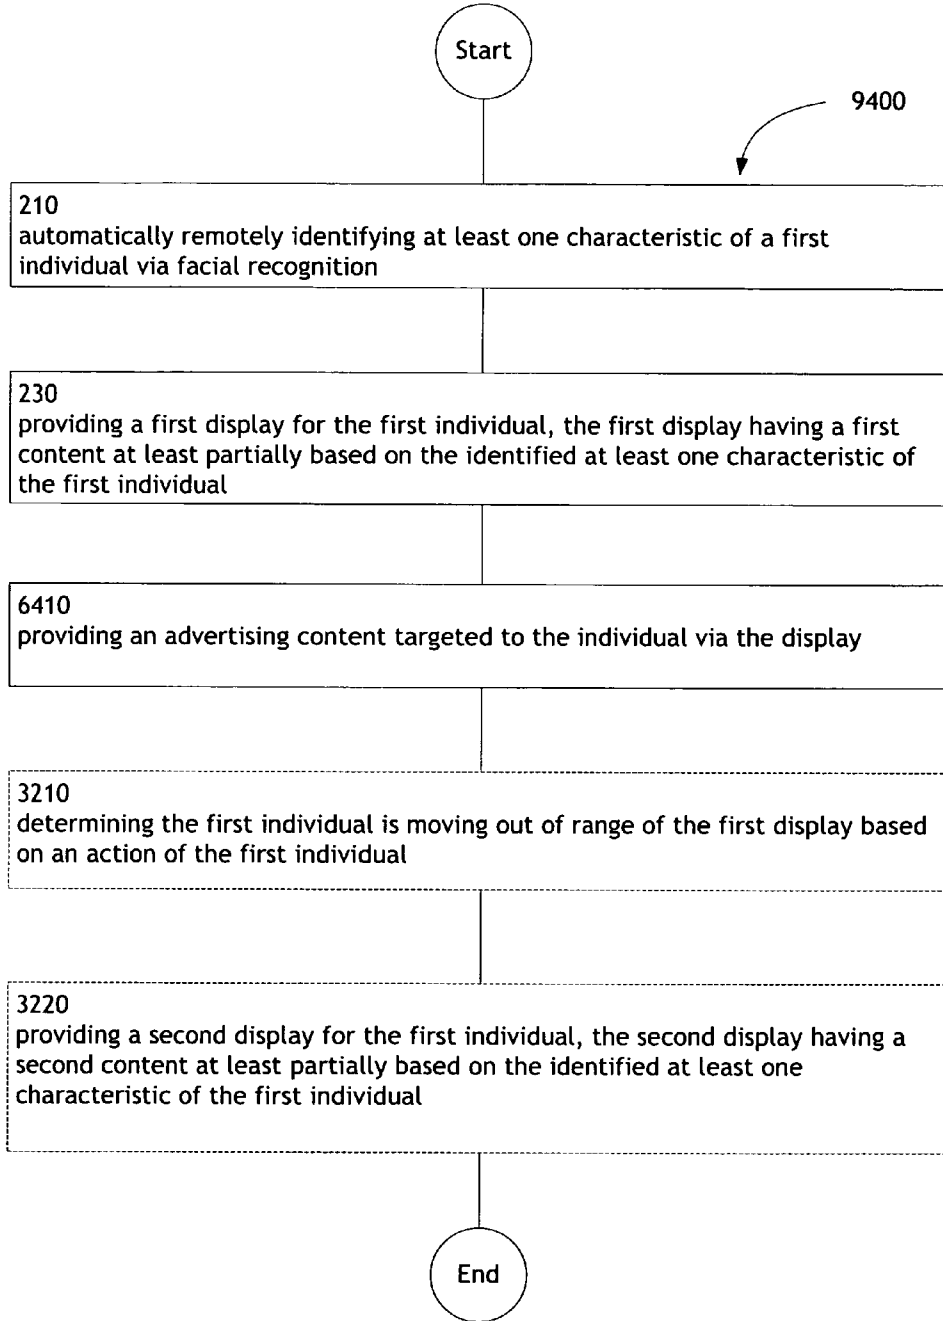 Start
9400
210
automatically remotely identifying at least one characteristic of a first
individual via facial recognition
230
providing a first display for the first individual, the first display having a first
content at least partially based on the identified at least one characteristic of
the first individual
6410
providing an advertising content targeted to the individual via the display
3210
determining the first individual is moving out of range of the first display based
on an action of the first individual
3220
providing a second display for the first individual, the second display having a
second content at least partially based on the identified at least one
characteristic of the first individual
End